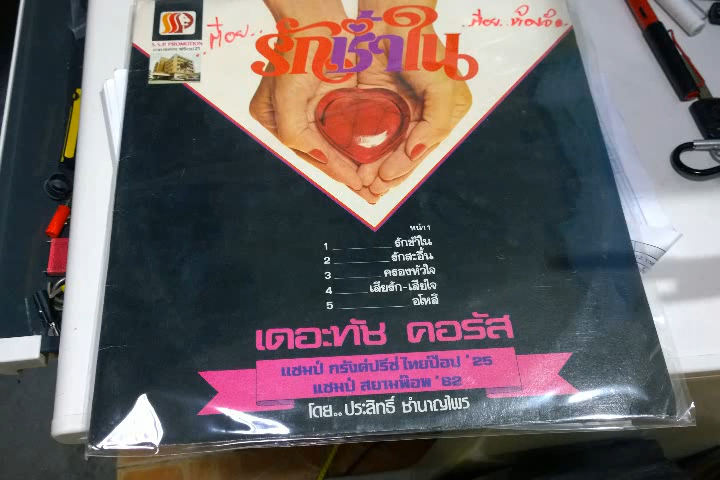 S.S.P. PROMOTION
รักช้ำใน
หน้า 1
1 รักช้ำใน
2 รักสะอื้น
3 ครองหัวใจ
4 เสียรัก-เสียใจ
5 อโหสิ
เดอะทัช คอรัส
แชมป์ กรังด์ปรีซ์ ไทยป๊อป '25
แชมป์ สยามพ๊อพ '82
โดย.. ประสิทธิ์ ชำนาญไพร